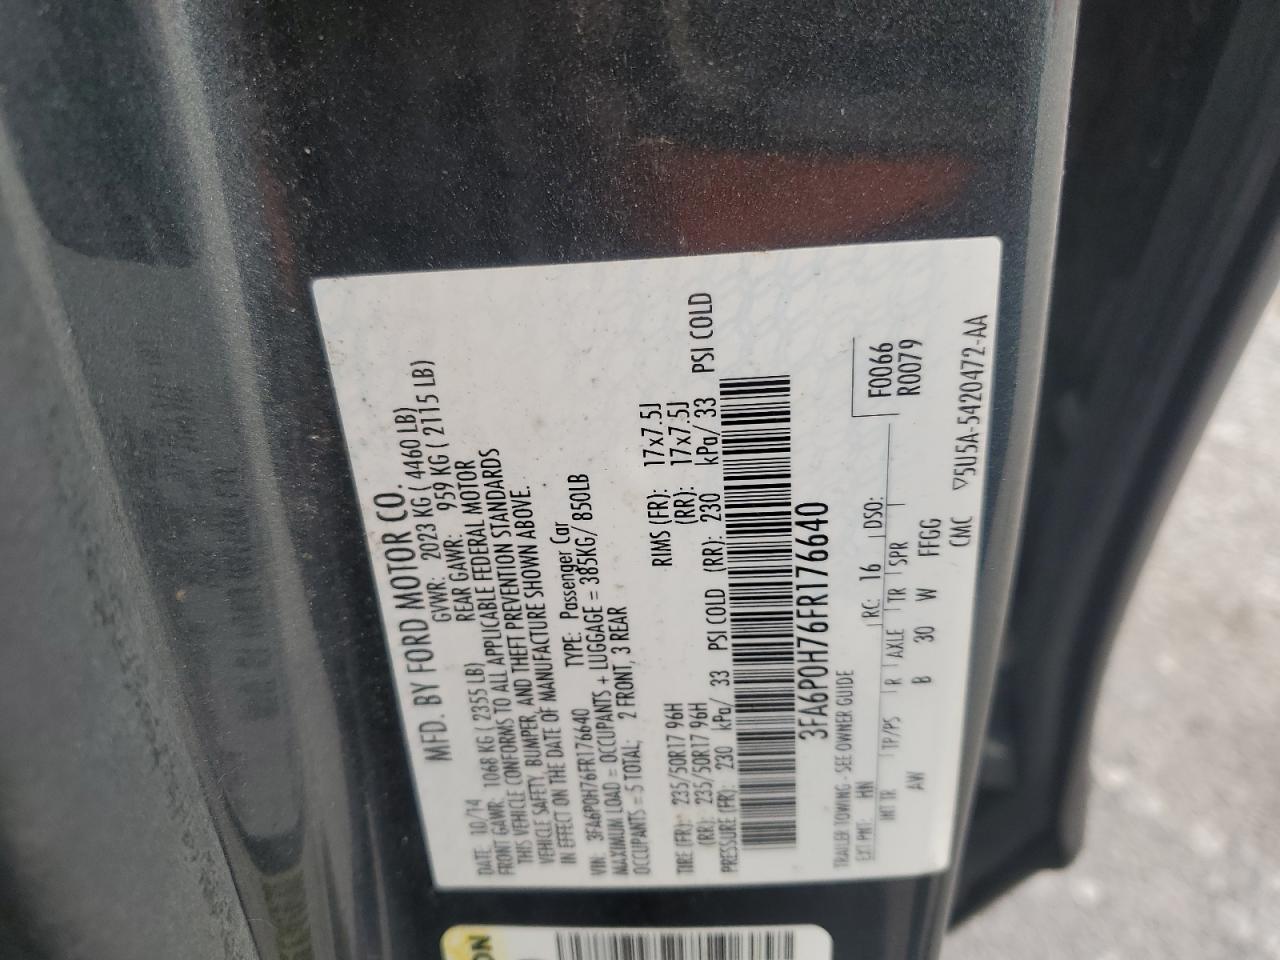 MFD. BY FORD MOTOR CO.
DATE: 10/14 GVWR: 2023 KG ( 4460 LB)
FRONT GAWR: 1068 KG ( 2355 LB) REAR GAWR: 959 KG ( 2115 LB)
THIS VEHICLE CONFORMS TO ALL APPLICABLE FEDERAL MOTOR
VEHICLE SAFETY, BUMPER, AND THEFT PREVENTION STANDARDS
IN EFFECT ON THE DATE OF MANUFACTURE SHOWN ABOVE.
VIN: 3FA6P0H76FR176640 TYPE: Passenger Car
MAXIMUM LOAD = OCCUPANTS + LUGGAGE = 385KG/ 850LB
OCCUPANTS = 5 TOTAL; 2 FRONT, 3 REAR
TIRE (FR): 235/50R17 96H RIMS (FR): 17x7.5J
(RR): 235/50R17 96H (RR): 17x7.5J
PRESSURE (FR): 230 kPa/ 33 PSI COLD (RR): 230 kPa/ 33 PSI COLD
3FA6P0H76FR176640
TRAILER TOWING - SEE OWNER GUIDE
F0066
R0079
EXT PNT: HN RC: 16 DSO:
INT TR TP/PS R AXLE TR SPR
AW B 30 W FFGG
CMC
▽5U5A-5420472-AA
ON